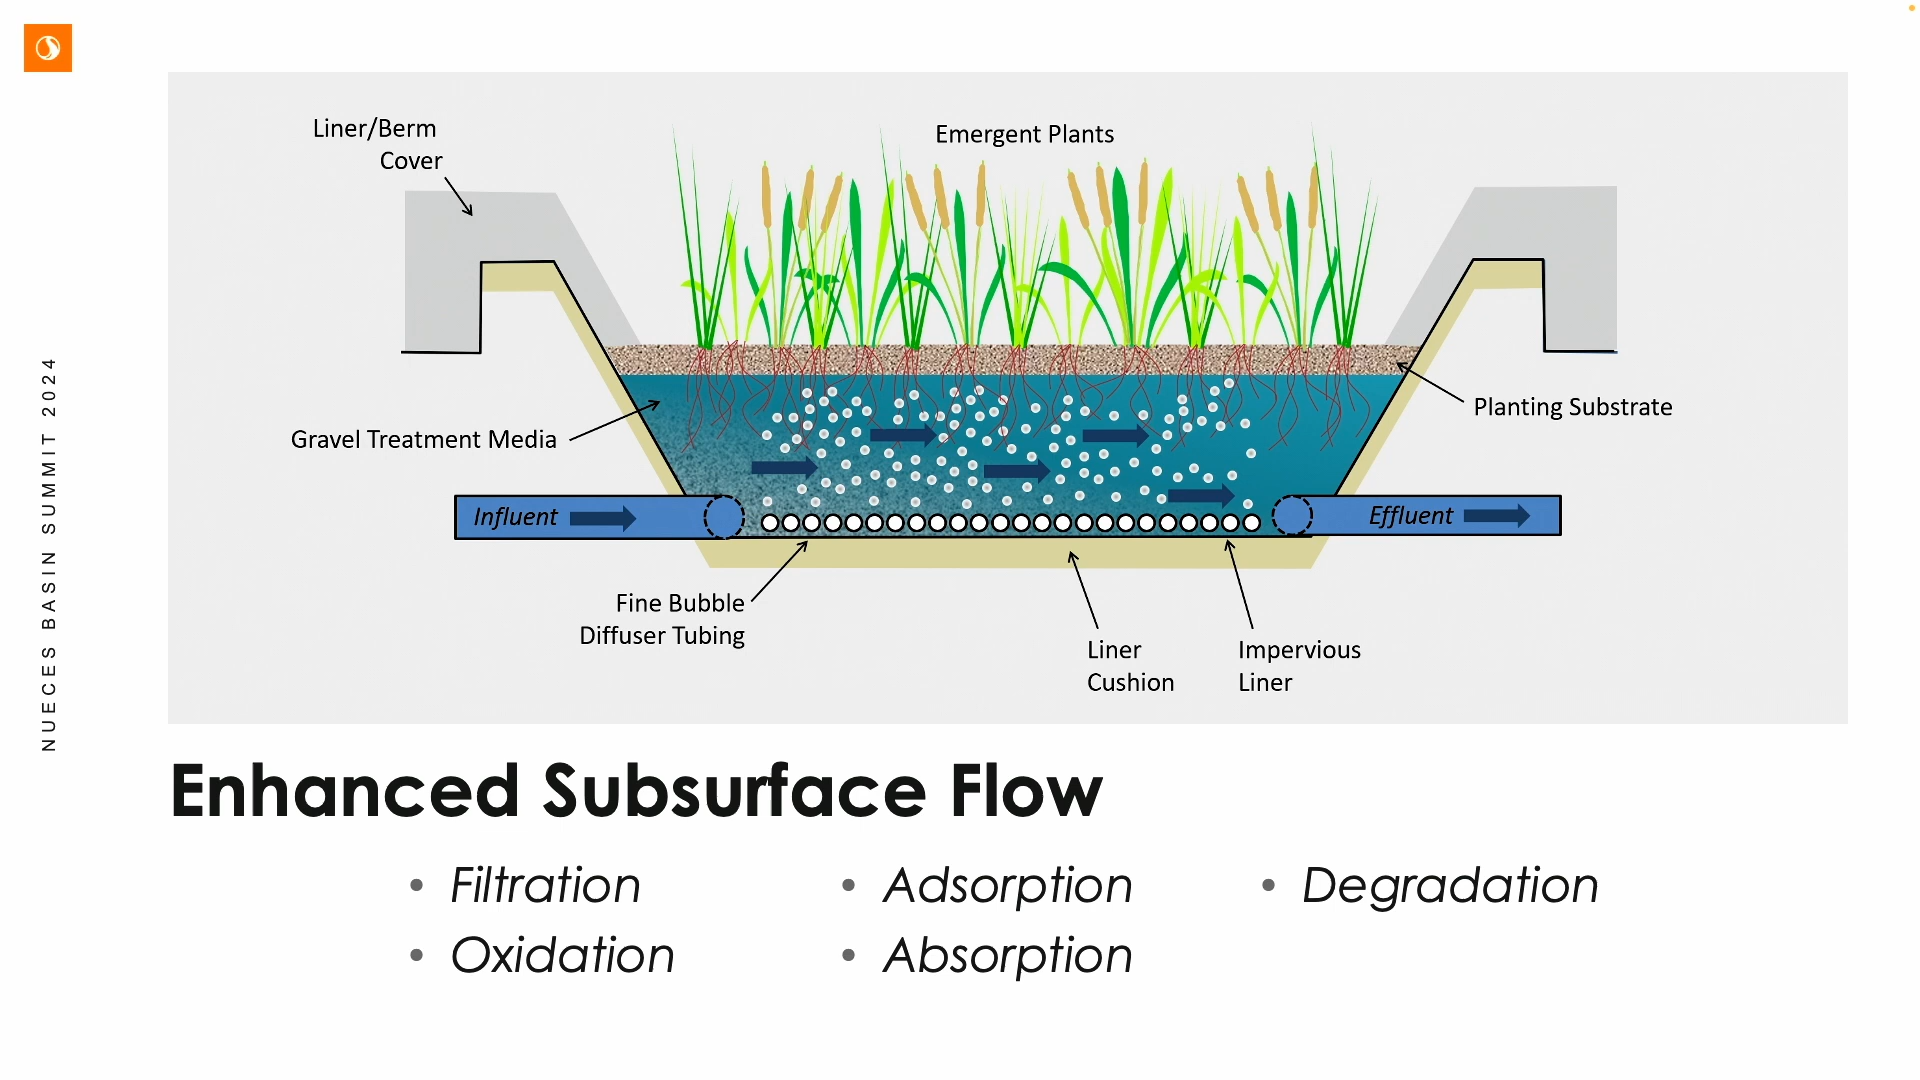 NUECES BASIN SUMMIT 2024
Liner/Berm
Cover
Emergent Plants
Gravel Treatment Media
Planting Substrate
Influent
Effluent
Fine Bubble
Diffuser Tubing
Liner
Cushion
Impervious
Liner
Enhanced Subsurface Flow
• Filtration
• Oxidation
• Adsorption
• Absorption
• Degradation